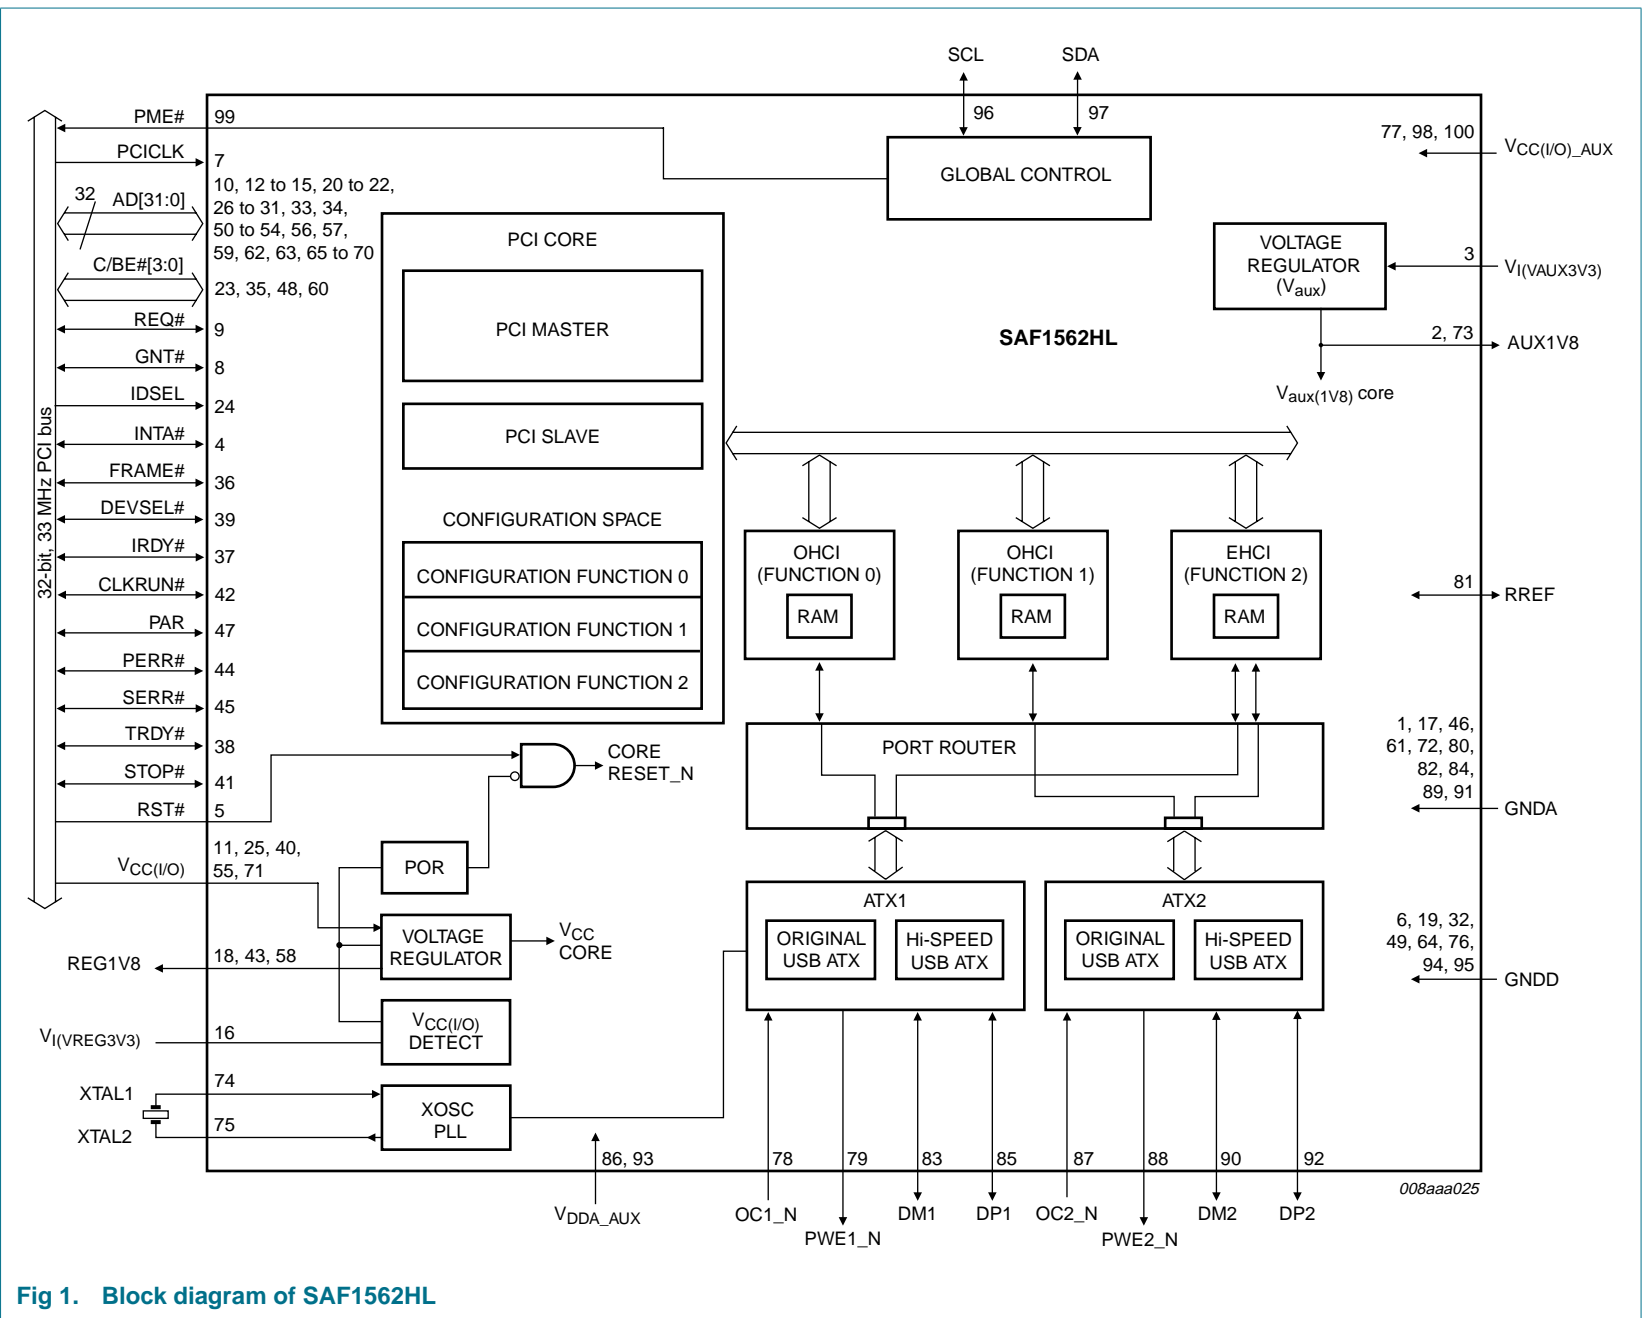 SCL
SDA
96
97
PME#
99
PCICLK
7
10, 12 to 15, 20 to 22,
26 to 31, 33, 34,
50 to 54, 56, 57,
59, 62, 63, 65 to 70
32
AD[31:0]
C/BE#[3:0]
23, 35, 48, 60
REQ#
9
GNT#
8
IDSEL
24
INTA#
4
FRAME#
36
DEVSEL#
39
IRDY#
37
CLKRUN#
42
PAR
47
PERR#
44
SERR#
45
TRDY#
38
STOP#
41
RST#
5
VCC(I/O)
11, 25, 40,
55, 71
32-bit, 33 MHz PCI bus
REG1V8
18, 43, 58
VI(VREG3V3)
16
XTAL1
74
XTAL2
75
PCI CORE
PCI MASTER
PCI SLAVE
CONFIGURATION SPACE
CONFIGURATION FUNCTION 0
CONFIGURATION FUNCTION 1
CONFIGURATION FUNCTION 2
CORE
RESET_N
POR
VOLTAGE
REGULATOR
VCC
CORE
VCC(I/O)
DETECT
XOSC
PLL
GLOBAL CONTROL
SAF1562HL
VOLTAGE
REGULATOR
(Vaux)
77, 98, 100
VCC(I/O)_AUX
3
VI(VAUX3V3)
2, 73
AUX1V8
Vaux(1V8) core
OHCI
(FUNCTION 0)
RAM
OHCI
(FUNCTION 1)
RAM
EHCI
(FUNCTION 2)
RAM
81
RREF
PORT ROUTER
1, 17, 46,
61, 72, 80,
82, 84,
89, 91
GNDA
ATX1
ORIGINAL
USB ATX
Hi-SPEED
USB ATX
ATX2
ORIGINAL
USB ATX
Hi-SPEED
USB ATX
6, 19, 32,
49, 64, 76,
94, 95
GNDD
86, 93
78
79
83
85
87
88
90
92
VDDA_AUX
OC1_N
PWE1_N
DM1
DP1
OC2_N
PWE2_N
DM2
DP2
008aaa025
Fig 1. Block diagram of SAF1562HL